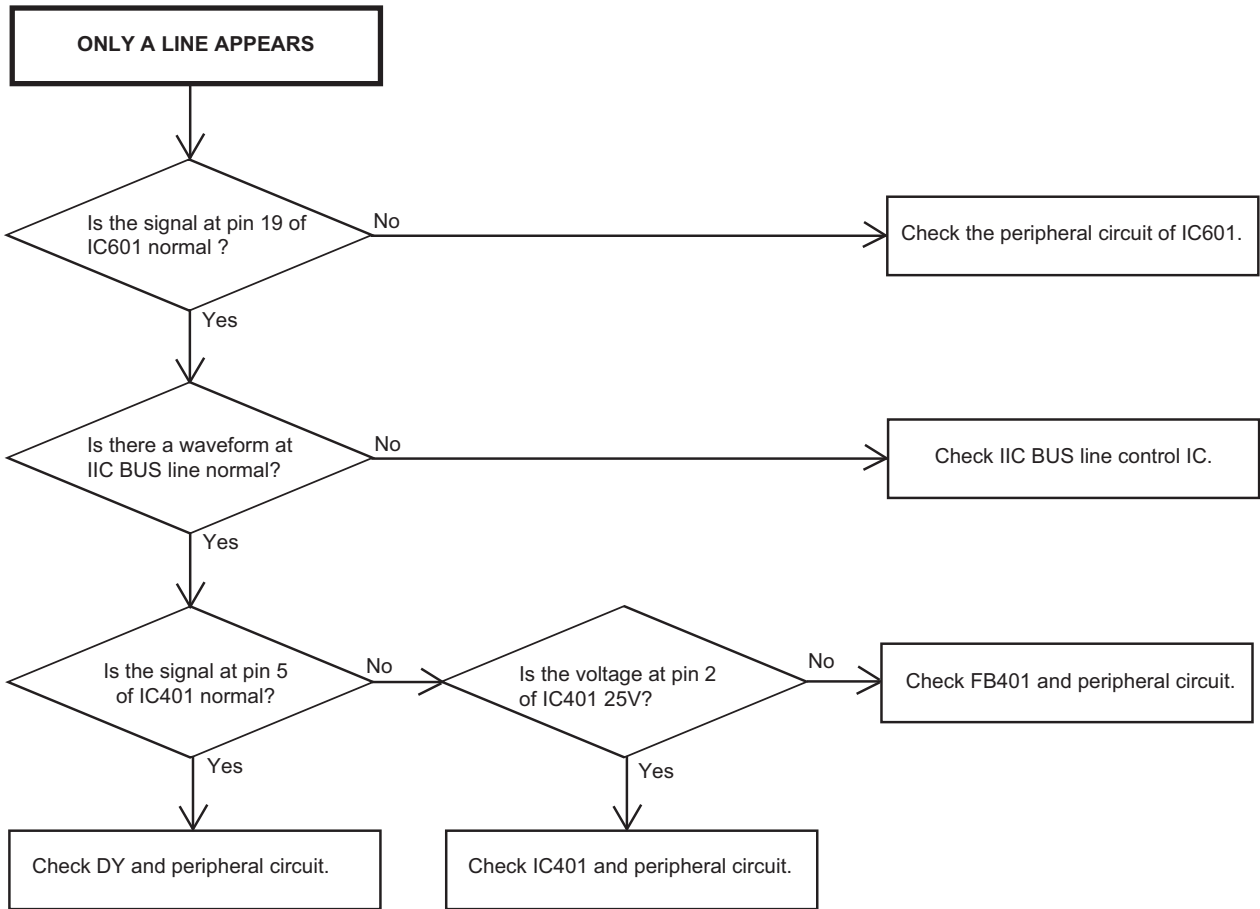 ONLY A LINE APPEARS
Is the signal at pin 19 of
IC601 normal ?
No
Check the peripheral circuit of IC601.
Yes
Is there a waveform at
IIC BUS line normal?
No
Check IIC BUS line control IC.
Yes
Is the signal at pin 5
of IC401 normal?
No
Is the voltage at pin 2
of IC401 25V?
No
Check FB401 and peripheral circuit.
Yes
Yes
Check DY and peripheral circuit.
Check IC401 and peripheral circuit.